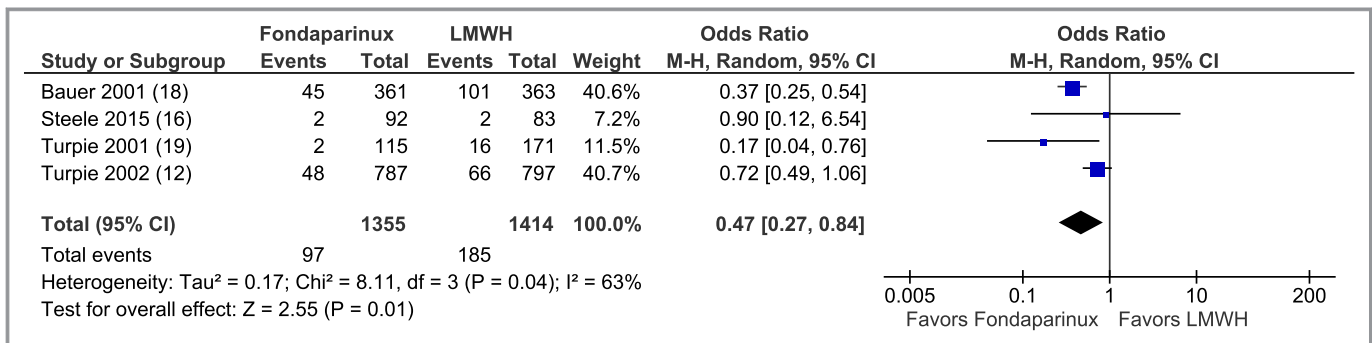 Fondaparinux LMWH Odds Ratio Odds Ratio
Study or Subgroup Events Total Events Total Weight M-H, Random, 95% CI M-H, Random, 95% CI
Bauer 2001 (18) 45 361 101 363 40.6% 0.37 [0.25, 0.54]
Steele 2015 (16) 2 92 2 83 7.2% 0.90 [0.12, 6.54]
Turpie 2001 (19) 2 115 16 171 11.5% 0.17 [0.04, 0.76]
Turpie 2002 (12) 48 787 66 797 40.7% 0.72 [0.49, 1.06]
Total (95% CI) 1355 1414 100.0% 0.47 [0.27, 0.84]
Total events 97 185
Heterogeneity: Tau² = 0.17; Chi² = 8.11, df = 3 (P = 0.04); I² = 63%
Test for overall effect: Z = 2.55 (P = 0.01)
0.005 0.1 1 10 200
Favors Fondaparinux Favors LMWH